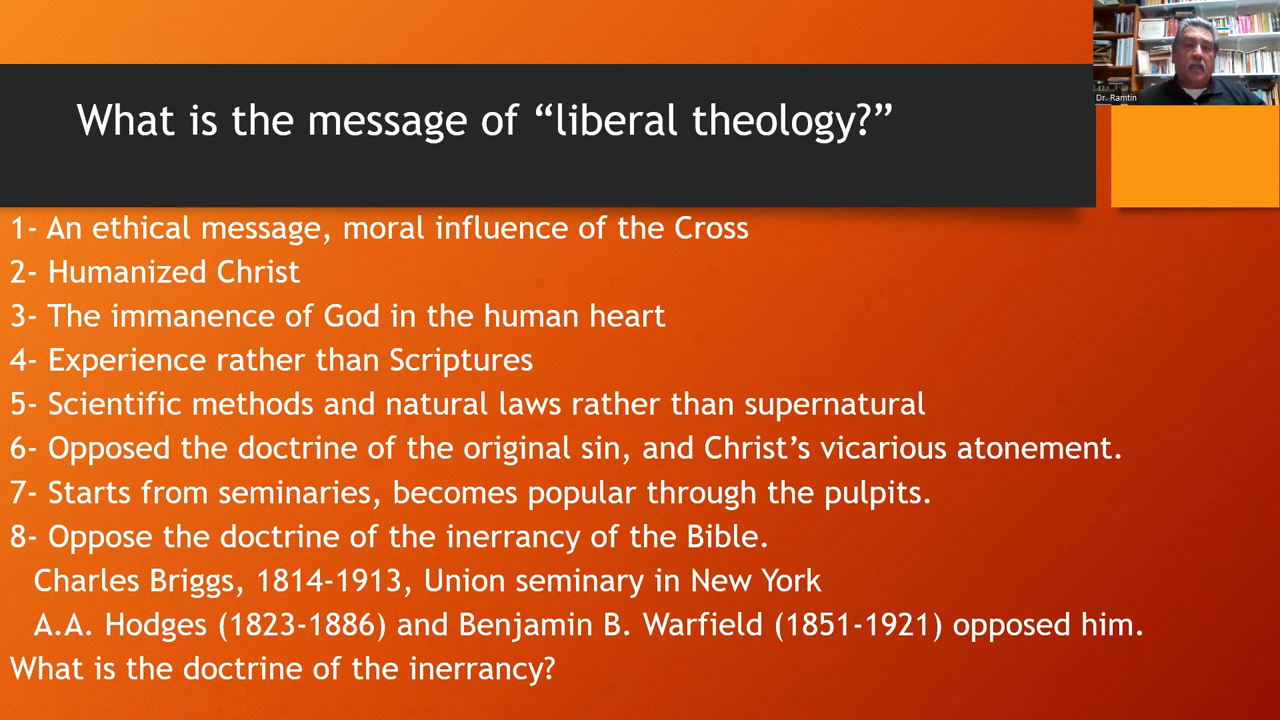 What is the message of “liberal theology?”
Dr. Ramtin
1- An ethical message, moral influence of the Cross
2- Humanized Christ
3- The immanence of God in the human heart
4- Experience rather than Scriptures
5- Scientific methods and natural laws rather than supernatural
6- Opposed the doctrine of the original sin, and Christ’s vicarious atonement.
7- Starts from seminaries, becomes popular through the pulpits.
8- Oppose the doctrine of the inerrancy of the Bible.
Charles Briggs, 1814-1913, Union seminary in New York
A.A. Hodges (1823-1886) and Benjamin B. Warfield (1851-1921) opposed him.
What is the doctrine of the inerrancy?